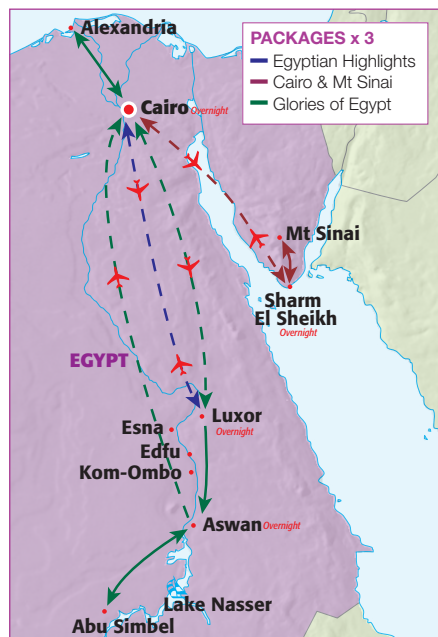 Alexandria
PACKAGES x 3
Egyptian Highlights
Cairo & Mt Sinai
Glories of Egypt
Cairo Overnight
Mt Sinai
Sharm
El Sheikh
Overnight
EGYPT
Luxor
Overnight
Esna
Edfu
Kom-Ombo
Aswan Overnight
Lake Nasser
Abu Simbel